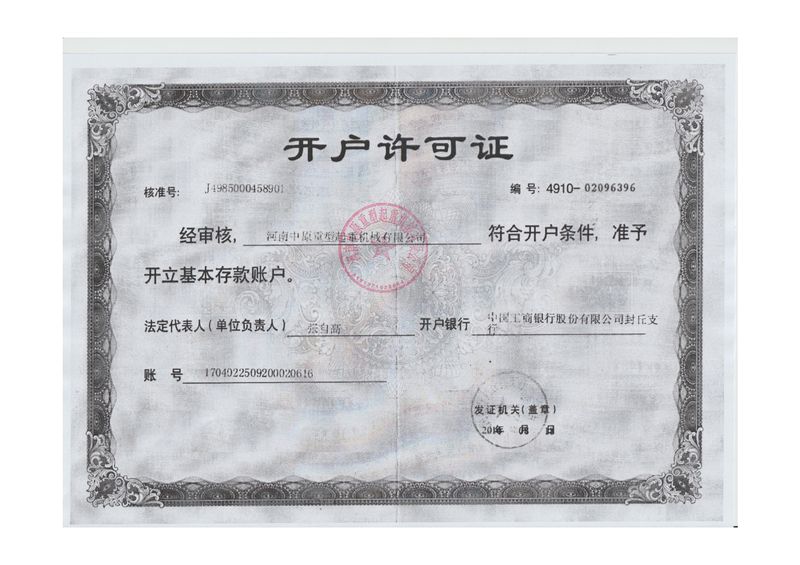 开户许可证
核准号: J4985000458901
编 号: 4910-02096396
经审核, 河南中原重型起重机械有限公司 符合开户条件, 准予
开立基本存款账户。
法定代表人(单位负责人) 张自高 开户银行 中国工商银行股份有限公司封丘支行
账 号 1704922509200020616
发证机关(盖章)
年 月 日